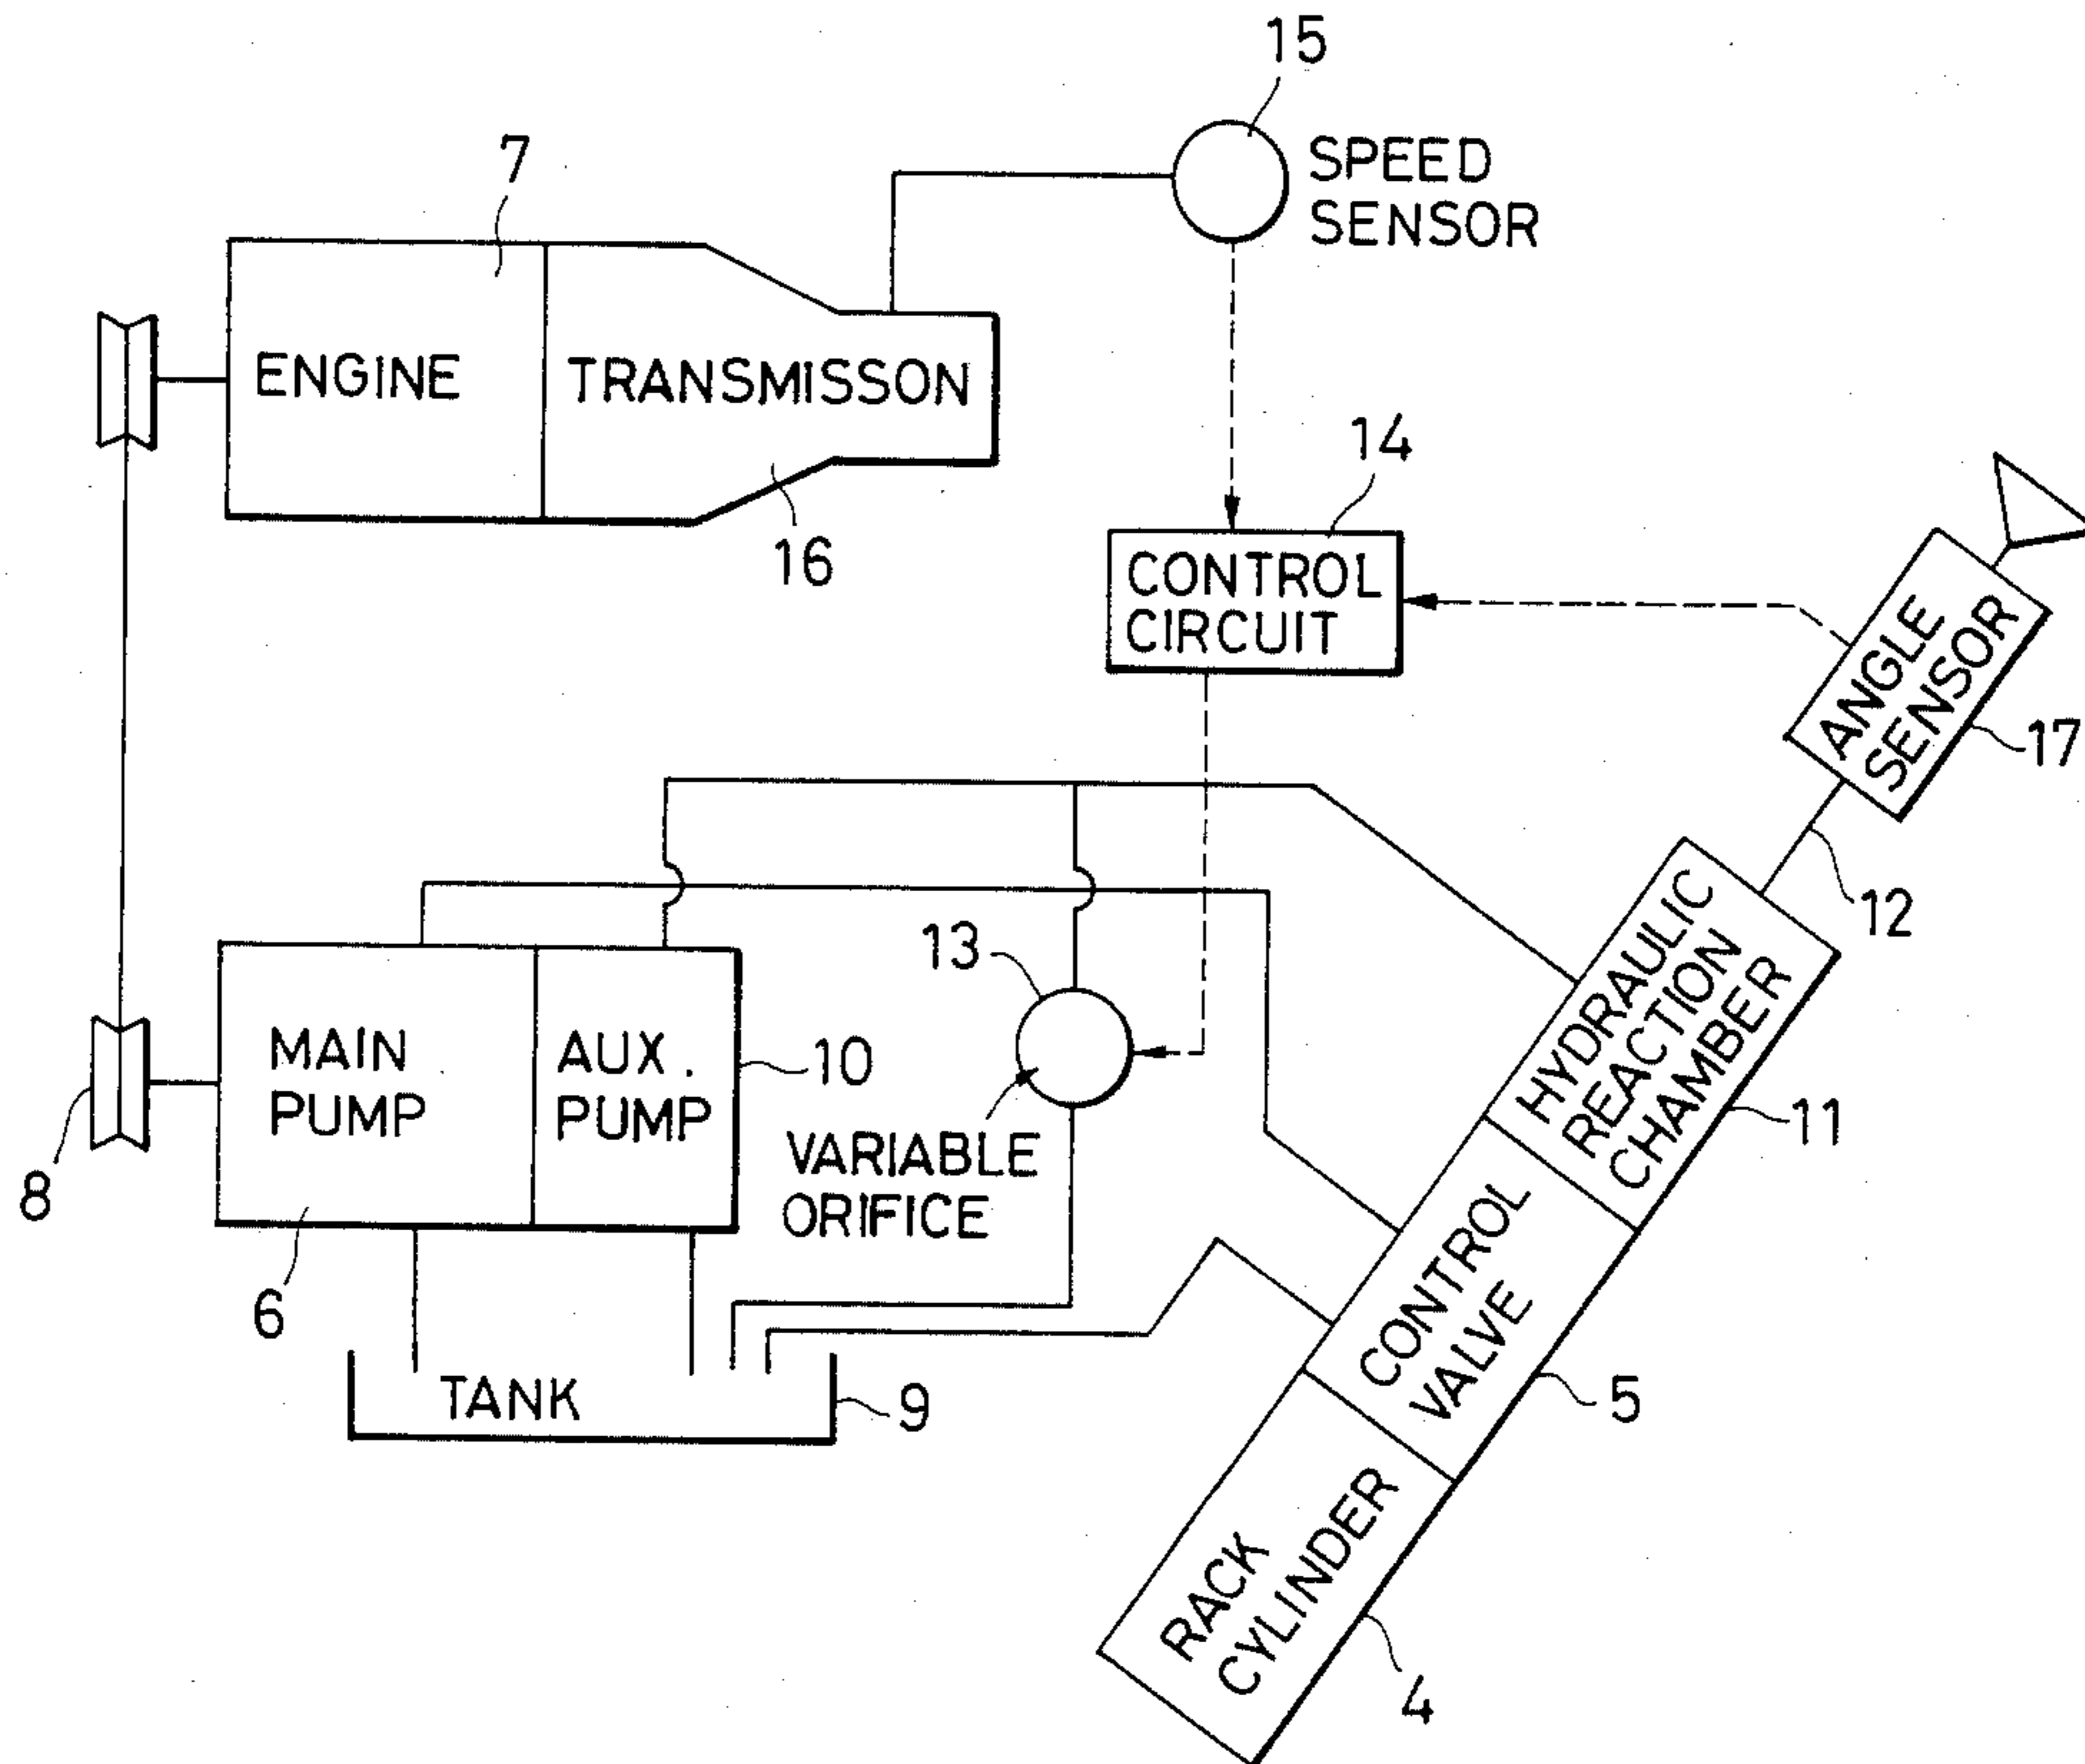 15
SPEED
SENSOR
7
ENGINE
TRANSMISSON
16
14
CONTROL
CIRCUIT
ANGLE
SENSOR
17
12
HYDRAULIC
REACTION
CHAMBER
11
13
VARIABLE
ORIFICE
MAIN
PUMP
AUX.
PUMP
10
8
6
TANK
9
CONTROL
VALVE
5
RACK
CYLINDER
4